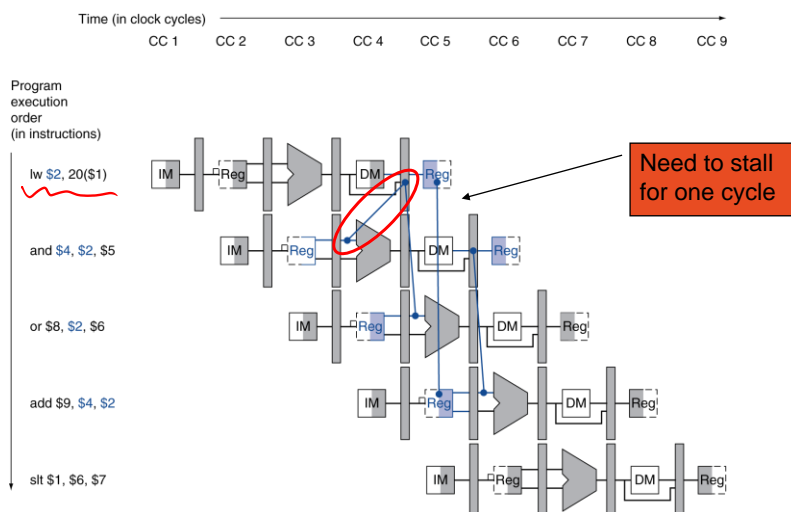 Time (in clock cycles)
CC 1 CC 2 CC 3 CC 4 CC 5 CC 6 CC 7 CC 8 CC 9
Program
execution
order
(in instructions)
lw $2, 20($1)
IM Reg DM Reg
Need to stall
for one cycle
and $4, $2, $5
IM Reg DM Reg
or $8, $2, $6
IM Reg DM Reg
add $9, $4, $2
IM Reg DM Reg
slt $1, $6, $7
IM Reg DM Reg